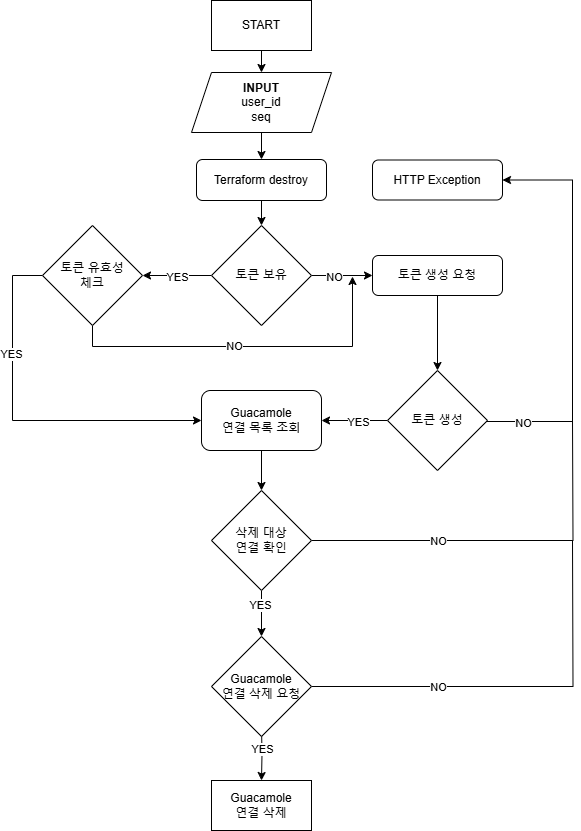 START
INPUT
user_id
seq
Terraform destroy
HTTP Exception
토큰 유효성
체크
YES
토큰 보유
NO
토큰 생성 요청
NO
YES
Guacamole
연결 목록 조회
YES
토큰 생성
NO
삭제 대상
연결 확인
NO
YES
Guacamole
연결 삭제 요청
NO
YES
Guacamole
연결 삭제